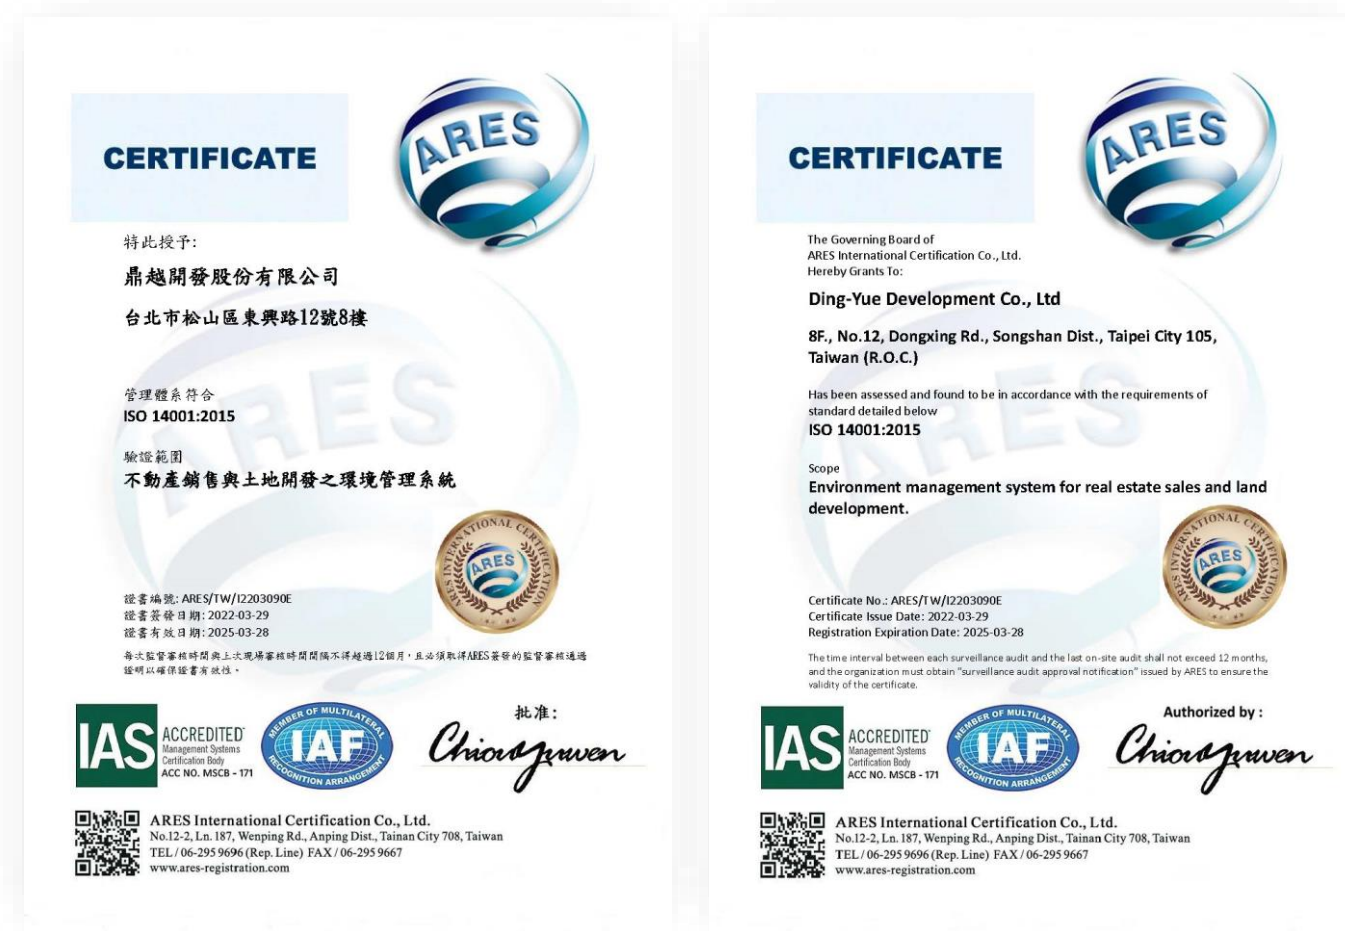 CERTIFICATE
ARES
特此授予:
鼎越開發股份有限公司
台北市松山區東興路12號8樓
ARES
管理體系符合
ISO 14001:2015
驗證範圍
不動產銷售與土地開發之環境管理系統
ARES INTERNATIONAL CERTIFICATION
ARES
證書編號: ARES/TW/I2203090E
證書簽發日期: 2022-03-29
證書有效日期: 2025-03-28
每次監督審核時間與上次現場審核時間間隔不得超過12個月，且必須取得ARES簽發的監督審核通過
證明以確保證書有效性。
IAS
ACCREDITED
Management Systems
Certification Body
ACC NO. MSCB - 171
MEMBER OF MULTILATERAL
IAF
RECOGNITION ARRANGEMENT
批准:
ARES International Certification Co., Ltd.
No.12-2, Ln. 187, Wenping Rd., Anping Dist., Tainan City 708, Taiwan
TEL / 06-295 9696 (Rep. Line) FAX / 06-295 9667
www.ares-registration.com
CERTIFICATE
ARES
The Governing Board of
ARES International Certification Co., Ltd.
Hereby Grants To:
Ding-Yue Development Co., Ltd
8F., No.12, Dongxing Rd., Songshan Dist., Taipei City 105,
Taiwan (R.O.C.)
ARES
Has been assessed and found to be in accordance with the requirements of
standard detailed below
ISO 14001:2015
Scope
Environment management system for real estate sales and land
development.
ARES INTERNATIONAL CERTIFICATION
ARES
Certificate No.: ARES/TW/I2203090E
Certificate Issue Date: 2022-03-29
Registration Expiration Date: 2025-03-28
The time interval between each surveillance audit and the last on-site audit shall not exceed 12 months,
and the organization must obtain "surveillance audit approval notification" issued by ARES to ensure the
validity of the certificate.
IAS
ACCREDITED
Management Systems
Certification Body
ACC NO. MSCB - 171
MEMBER OF MULTILATERAL
IAF
RECOGNITION ARRANGEMENT
Authorized by :
ARES International Certification Co., Ltd.
No.12-2, Ln. 187, Wenping Rd., Anping Dist., Tainan City 708, Taiwan
TEL / 06-295 9696 (Rep. Line) FAX / 06-295 9667
www.ares-registration.com